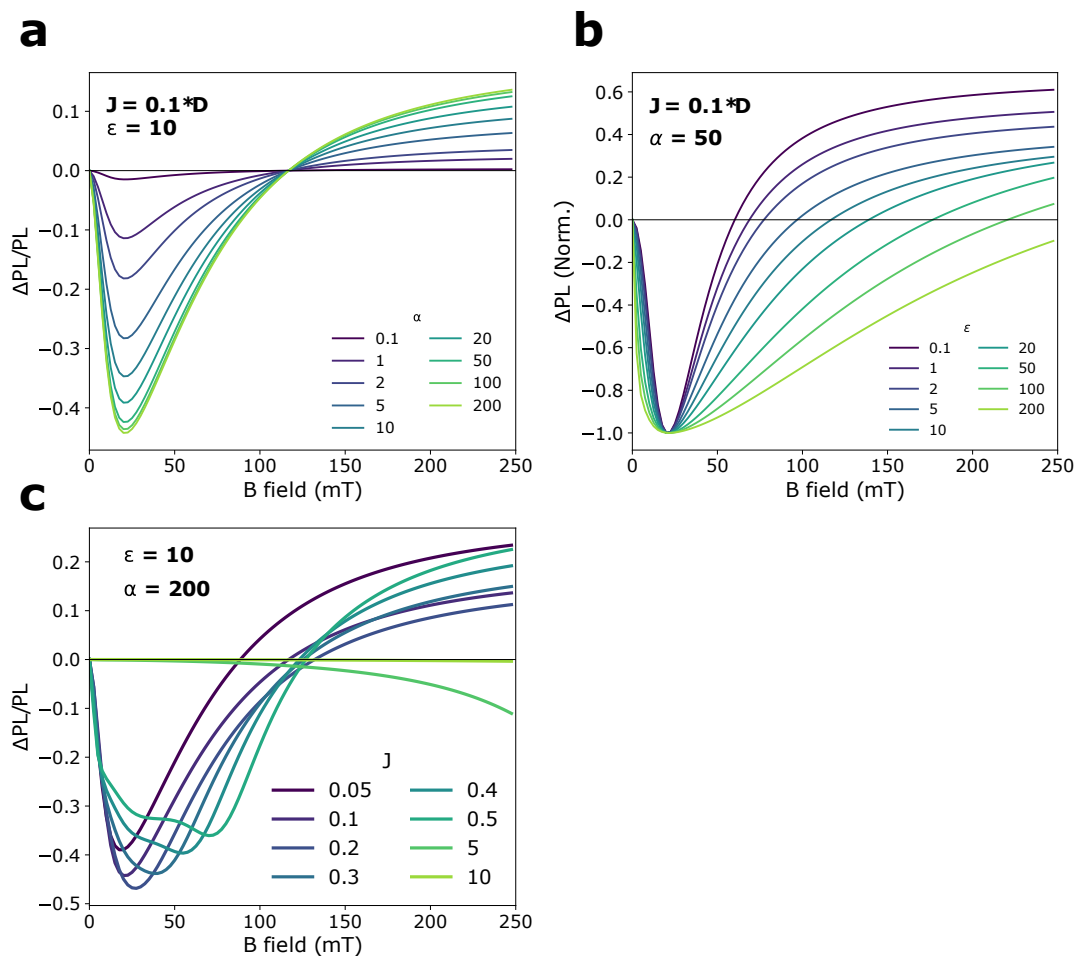 a
J = 0.1*D
ε = 10
0.1
0.0
−0.1
−0.2
−0.3
−0.4
ΔPL/PL
α
0.1 20
1 50
2 100
5 200
10
0 50 100 150 200 250
B field (mT)
b
J = 0.1*D
α = 50
0.6
0.4
0.2
0.0
−0.2
−0.4
−0.6
−0.8
−1.0
ΔPL (Norm.)
ε
0.1 20
1 50
2 100
5 200
10
0 50 100 150 200 250
B field (mT)
c
ε = 10
α = 200
0.2
0.1
0.0
−0.1
−0.2
−0.3
−0.4
−0.5
ΔPL/PL
J
0.05 0.4
0.1 0.5
0.2 5
0.3 10
0 50 100 150 200 250
B field (mT)